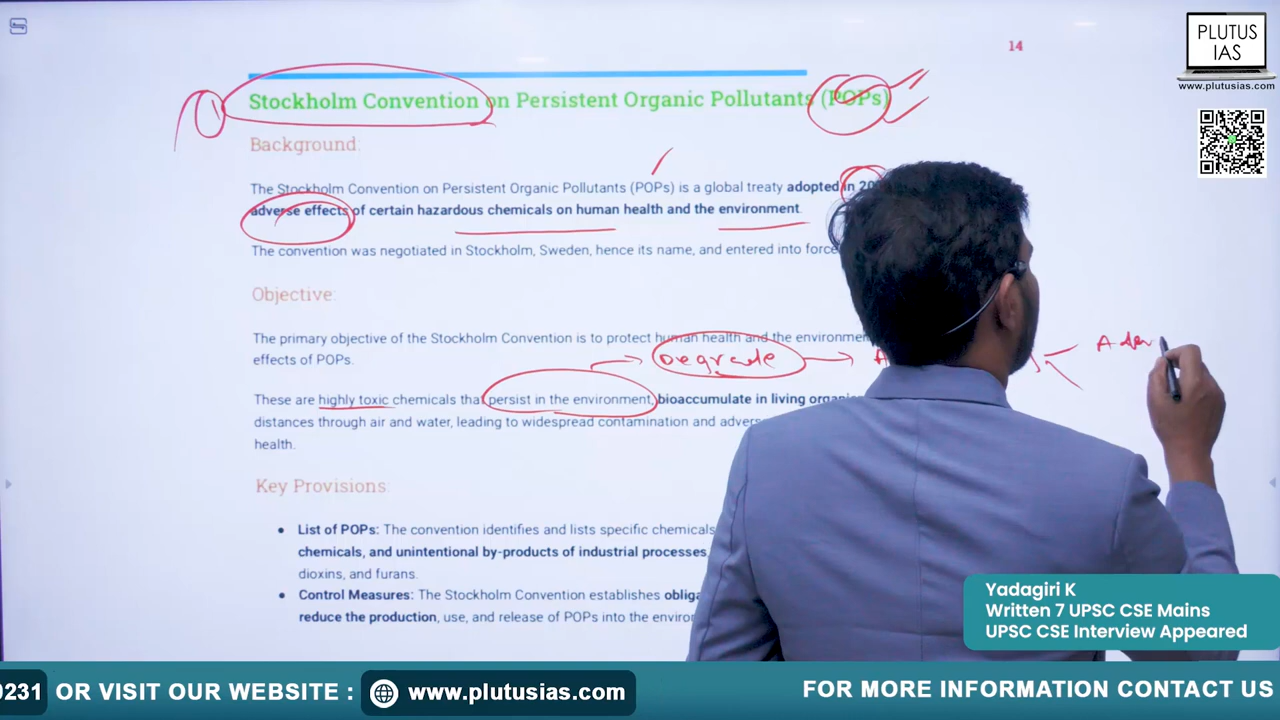 14
PLUTUS
IAS
www.plutusias.com
Stockholm Convention on Persistent Organic Pollutants (POPs)
Background:
The Stockholm Convention on Persistent Organic Pollutants (POPs) is a global treaty adopted in
adverse effects of certain hazardous chemicals on human health and the environment.
The convention was negotiated in Stockholm, Sweden, hence its name, and entered into force
Objective:
The primary objective of the Stockholm Convention is to protect human health and the
effects of POPs.
Degrade
These are highly toxic chemicals that persist in the environment, bioaccumulate in living
distances through air and water, leading to widespread contamination and
health.
Key Provisions:
• List of POPs: The convention identifies and lists specific chemicals
chemicals, and unintentional by-products of industrial processes,
dioxins, and furans.
• Control Measures: The Stockholm Convention establishes
reduce the production, use, and release of POPs into the
Yadagiri K
Written 7 UPSC CSE Mains
UPSC CSE Interview Appeared
0231 OR VISIT OUR WEBSITE : www.plutusias.com FOR MORE INFORMATION CONTACT US